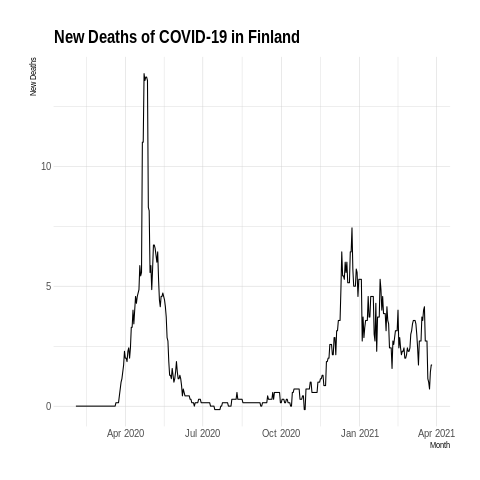 New Deaths of COVID-19 in Finland
New Deaths
10
5
0
Apr 2020 Jul 2020 Oct 2020 Jan 2021 Apr 2021
Month